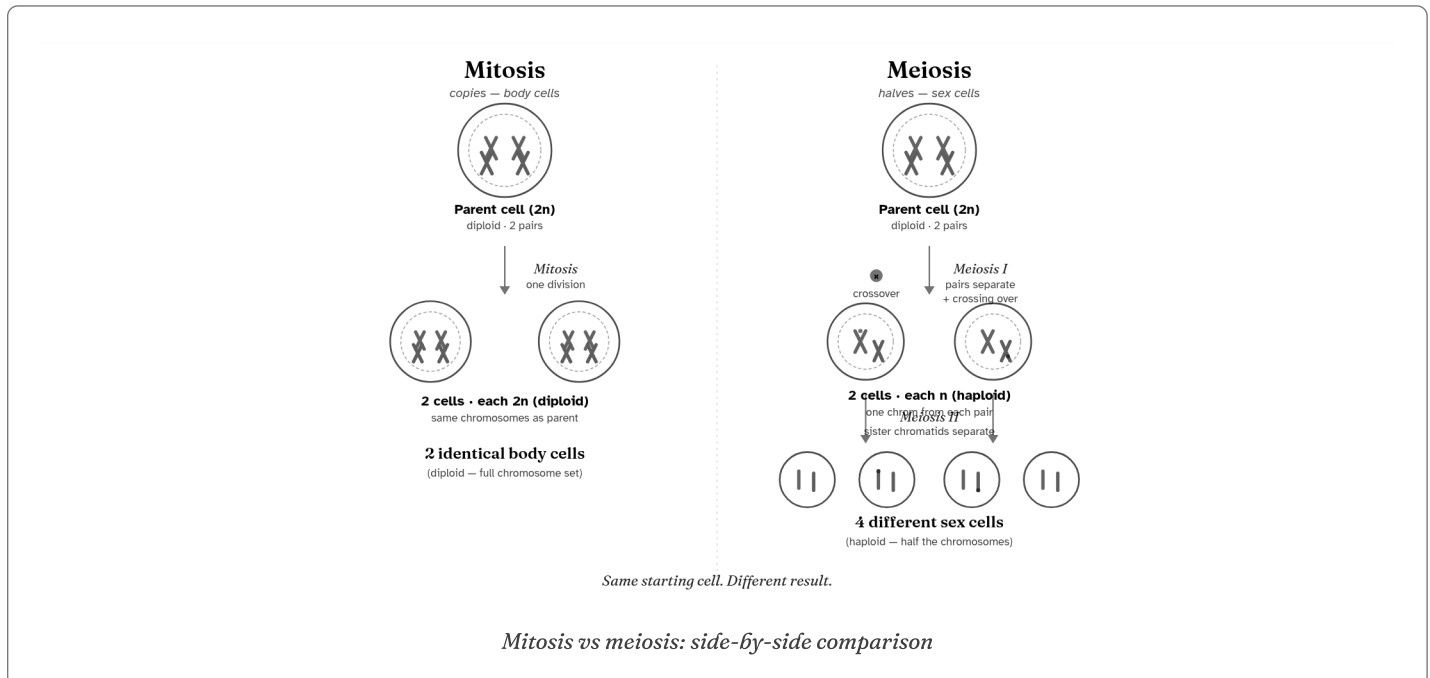 Mitosis
copies — body cells
Parent cell (2n)
diploid · 2 pairs
Mitosis
one division
2 cells · each 2n (diploid)
same chromosomes as parent
2 identical body cells
(diploid — full chromosome set)
Meiosis
halves — sex cells
Parent cell (2n)
diploid · 2 pairs
crossover
Meiosis I
pairs separate
+ crossing over
2 cells · each n (haploid)
one chrom from each pair
Meiosis II
sister chromatids separate
4 different sex cells
(haploid — half the chromosomes)
Same starting cell. Different result.
Mitosis vs meiosis: side-by-side comparison